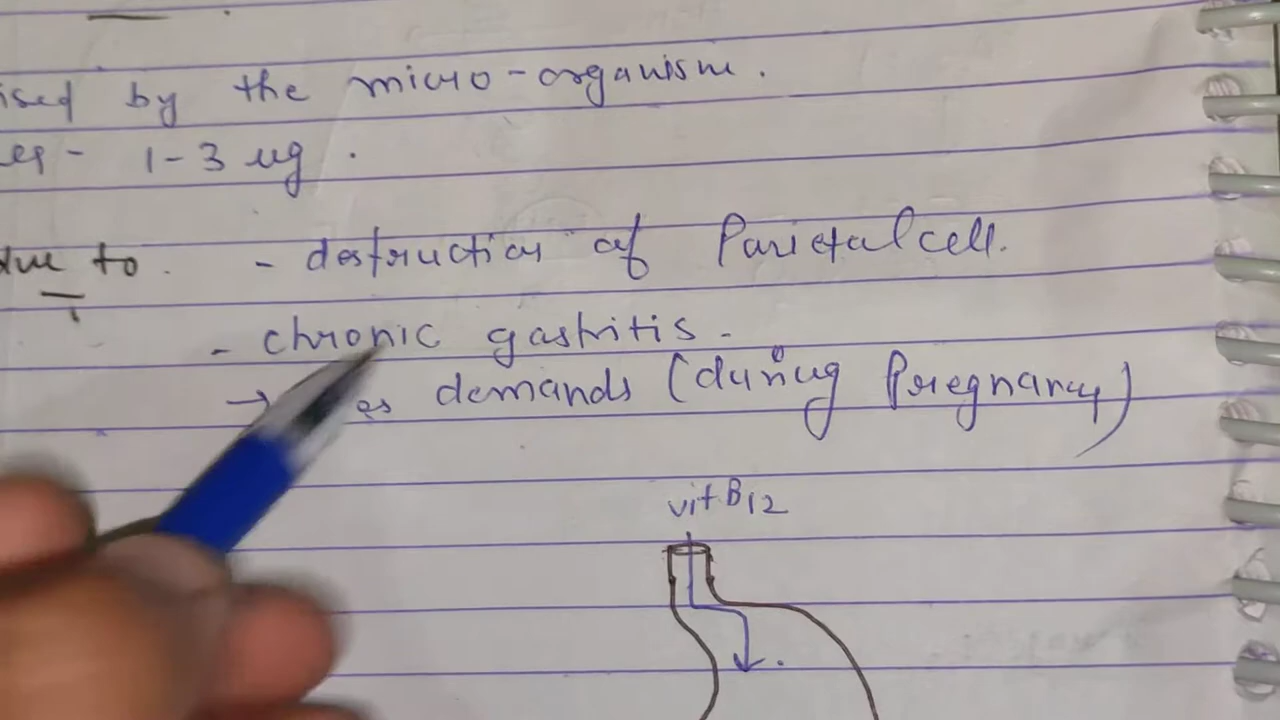 ised by the micro-organism.
es - 1-3 ug.
due to. - destruction of Parietal cell.
- chronic gastritis -
→ es demands (during Pregnancy)
vit B12